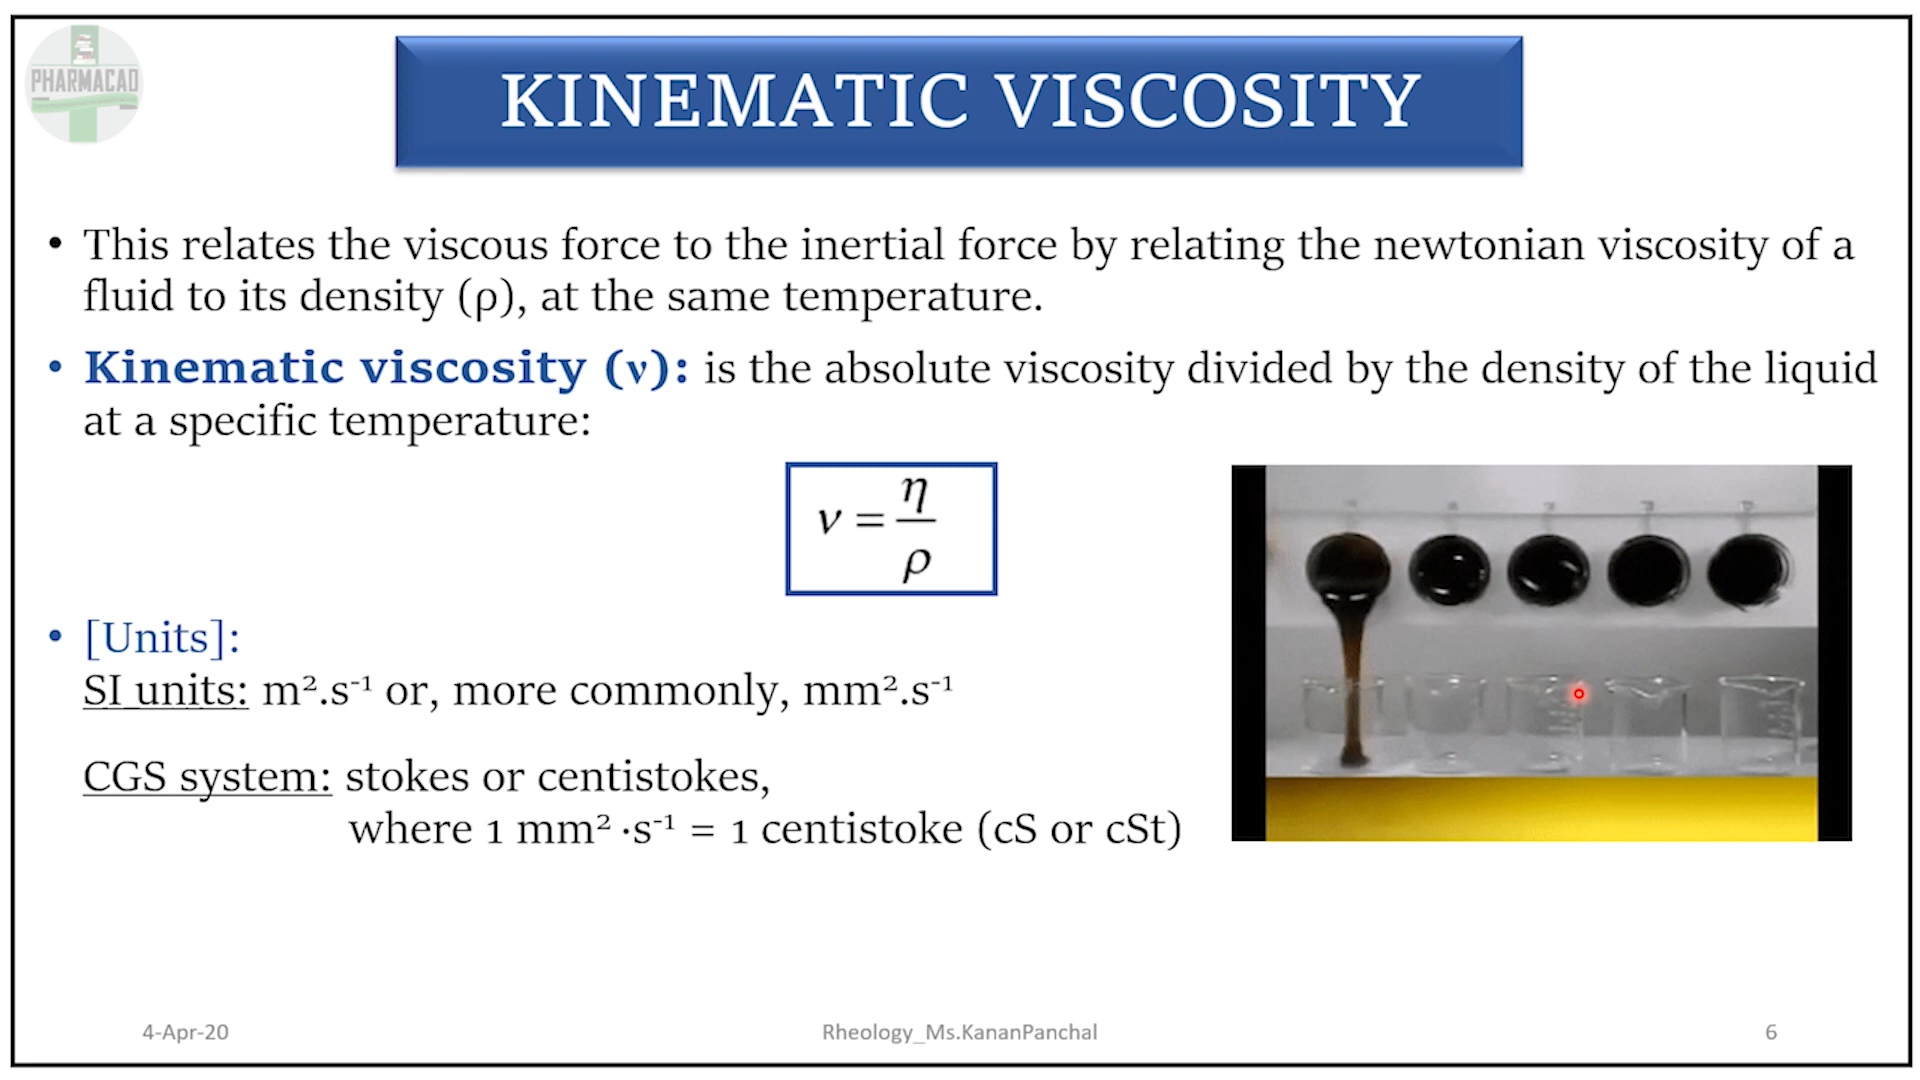 PHARMACAD
KINEMATIC VISCOSITY
• This relates the viscous force to the inertial force by relating the newtonian viscosity of a
fluid to its density (ρ), at the same temperature.
• Kinematic viscosity (ν): is the absolute viscosity divided by the density of the liquid
at a specific temperature:
ν = η/ρ
• [Units]:
SI units: m².s⁻¹ or, more commonly, mm².s⁻¹
CGS system: stokes or centistokes,
where 1 mm² ·s⁻¹ = 1 centistoke (cS or cSt)
4-Apr-20
Rheology_Ms.KananPanchal
6